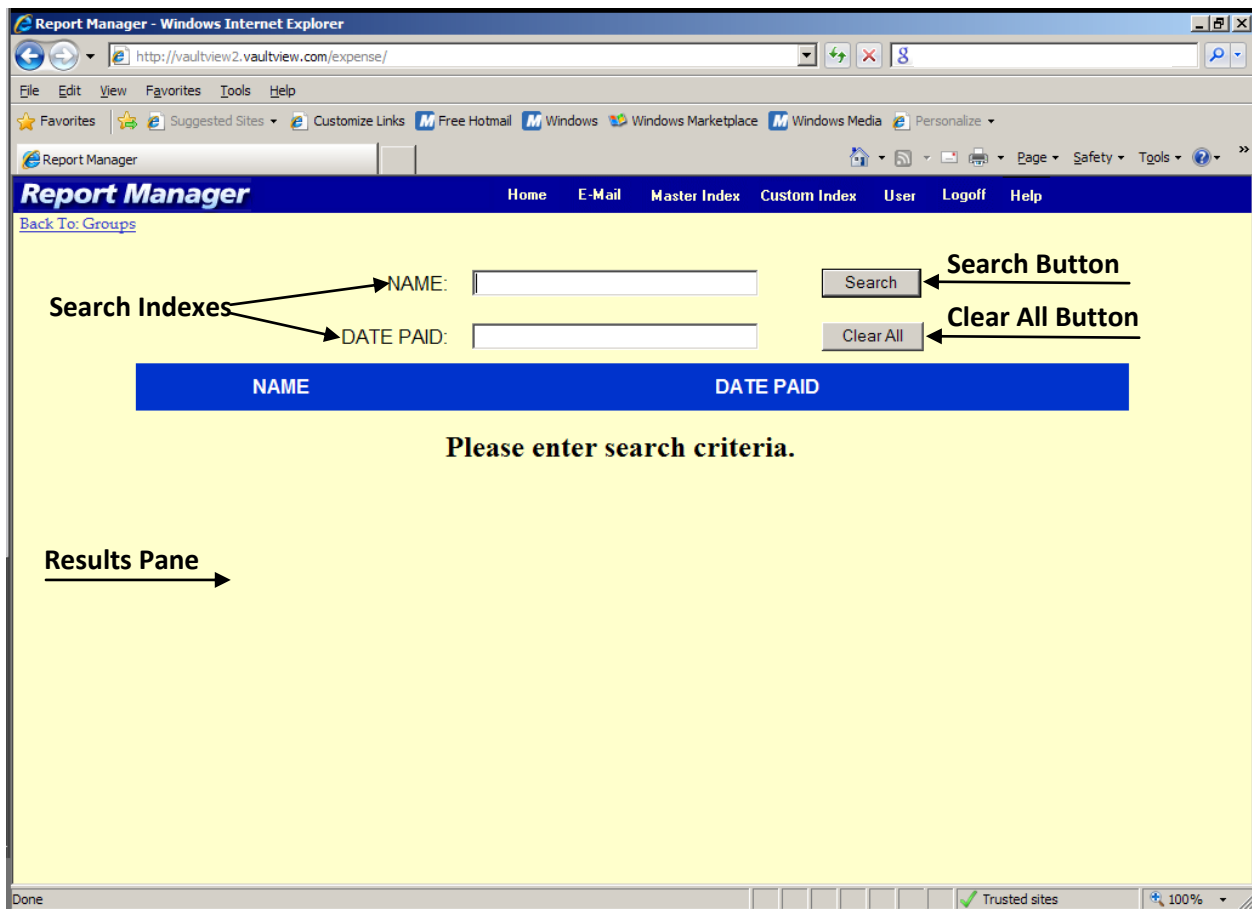 Report Manager - Windows Internet Explorer
http://vaultview2.vaultview.com/expense/
File Edit View Favorites Tools Help
Favorites Suggested Sites Customize Links Free Hotmail Windows Windows Marketplace Windows Media Personalize
Report Manager Page Safety Tools »
Report Manager Home E-Mail Master Index Custom Index User Logoff Help
Back To: Groups
NAME: Search Search Button
Search Indexes
DATE PAID: Clear All Clear All Button
NAME DATE PAID
Please enter search criteria.
Results Pane
Done Trusted sites 100%